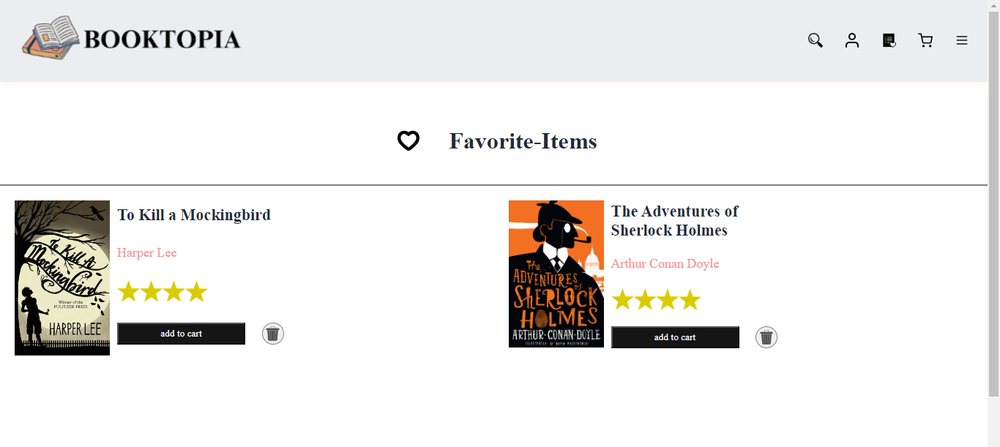 BOOKTOPIA
Favorite-Items
To Kill A
Mockingbird
Winner of the
PULITZER PRIZE
HARPER LEE
To Kill a Mockingbird
Harper Lee
★★★★
add to cart
The
ADVENTURES
of
SHERLOCK
HOLMES
ARTHUR·CONAN·DOYLE
The Adventures of
Sherlock Holmes
Arthur Conan Doyle
★★★★
add to cart